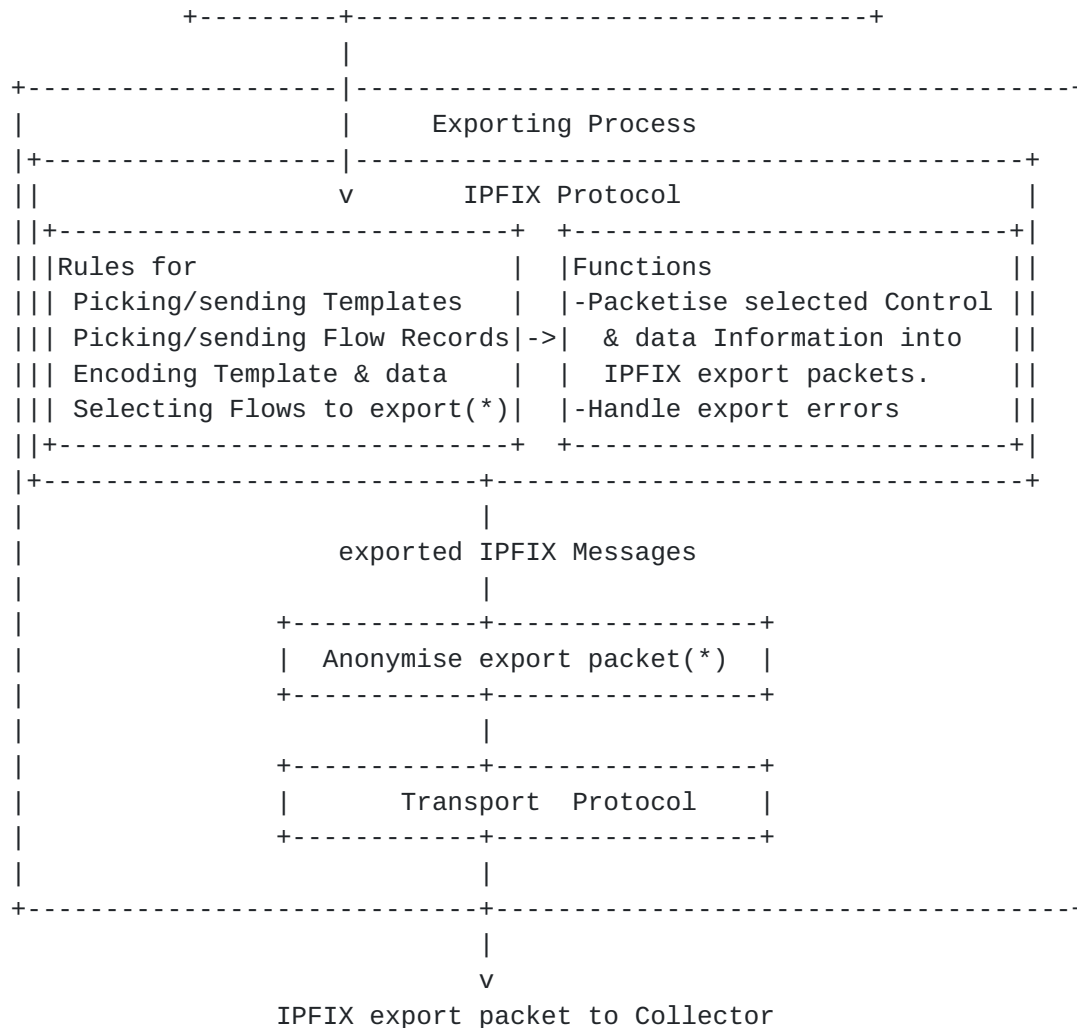 Exporting Process
IPFIX Protocol
Rules for Functions
Picking/sending Templates -Packetise selected Control
Picking/sending Flow Records -> & data Information into
Encoding Template & data IPFIX export packets.
Selecting Flows to export(*) -Handle export errors
exported IPFIX Messages
Anonymise export packet(*)
Transport Protocol
v
IPFIX export packet to Collector